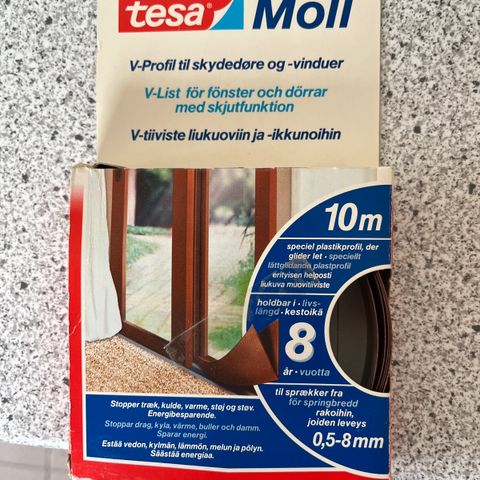 tesa Moll
V-Profil til skydedøre og -vinduer
V-List för fönster och dörrar
med skjutfunktion
V-tiiviste liukuoviin ja -ikkunoihin
10m
speciel plastikprofil, der
glider let · speciellt
lättglidande plastprofil
erityisen helposti
liukuva muovitiiviste
holdbar i · livs-
längd · kestoikä
8
år · vuotta
til sprækker fra
för springbredd
rakoihin,
joiden leveys
0,5-8mm
Stopper træk, kulde, varme, støj og støv.
Energibesparende.
Stoppar drag, kyla, värme, buller och damm.
Sparar energi.
Estää vedon, kylmän, lämmön, melun ja pölyn.
Säästää energiaa.